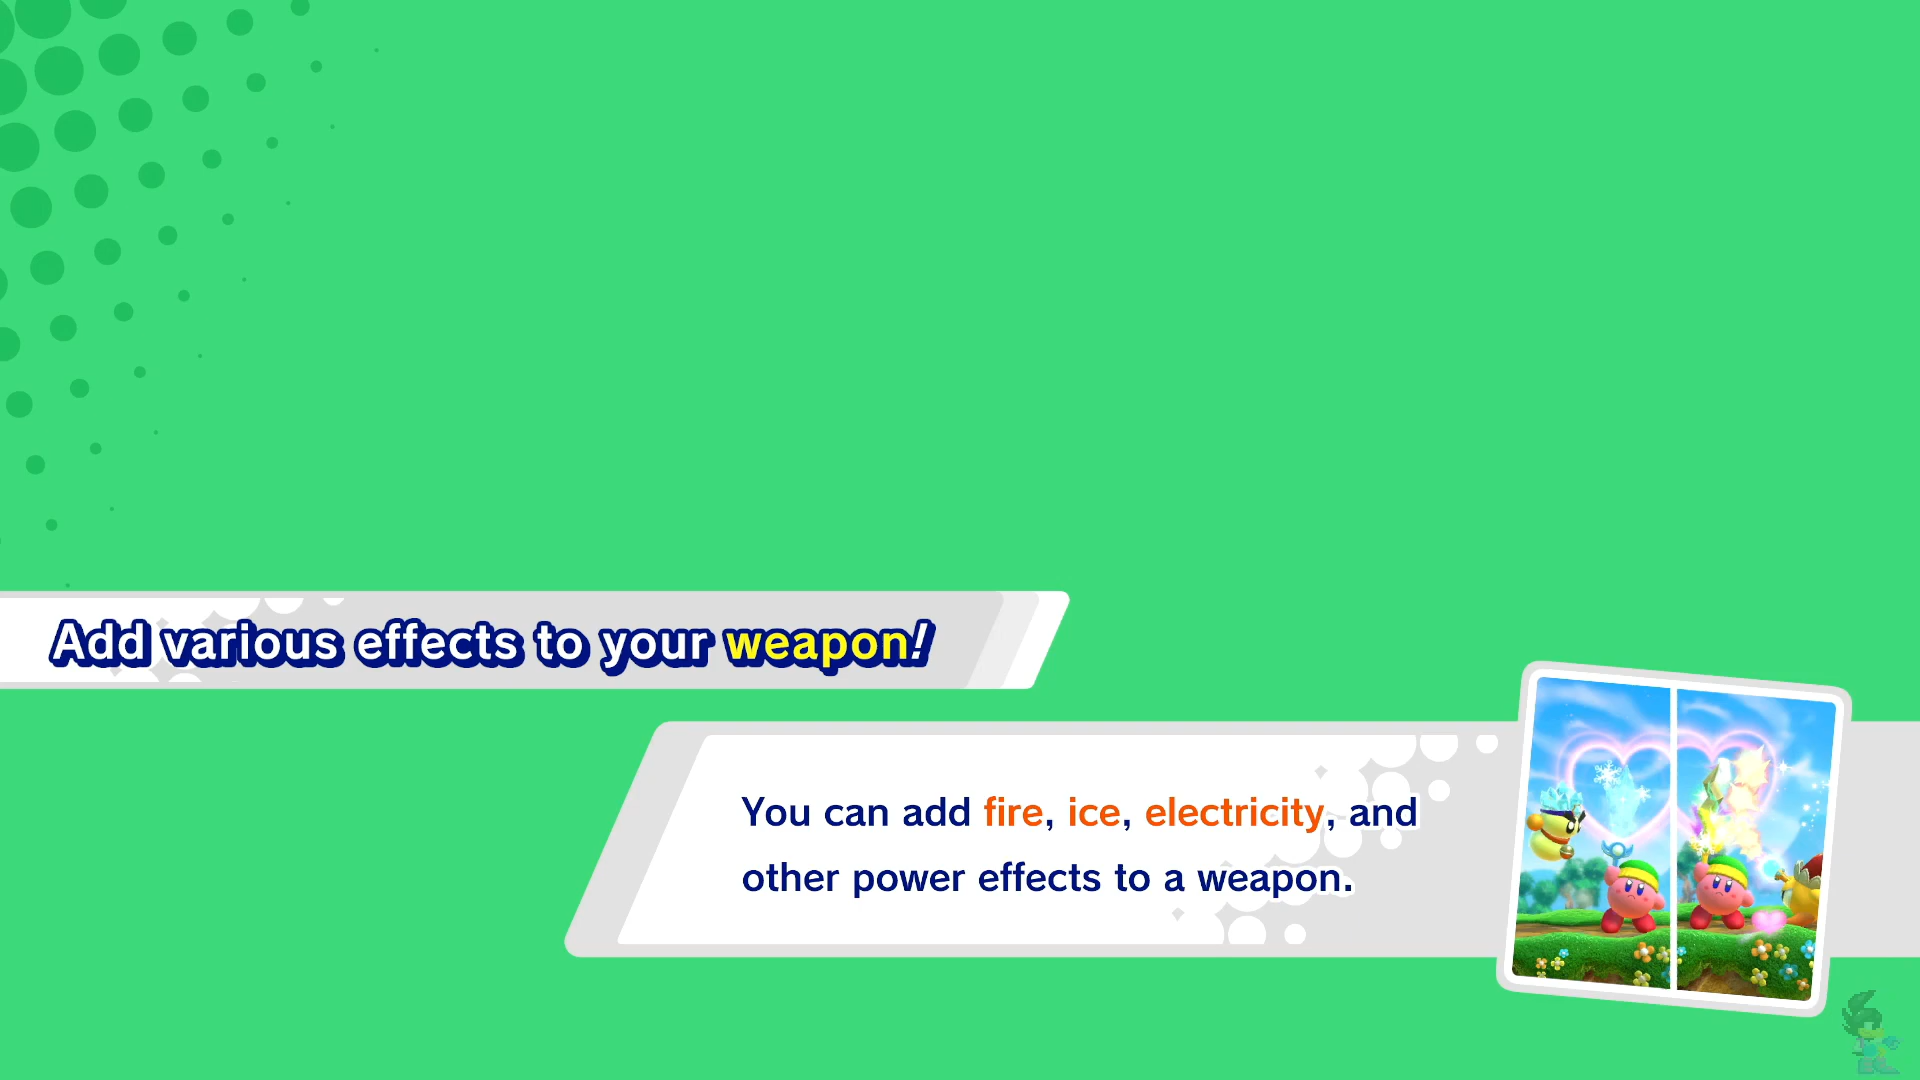 Add various effects to your weapon!
You can add fire, ice, electricity, and
other power effects to a weapon.